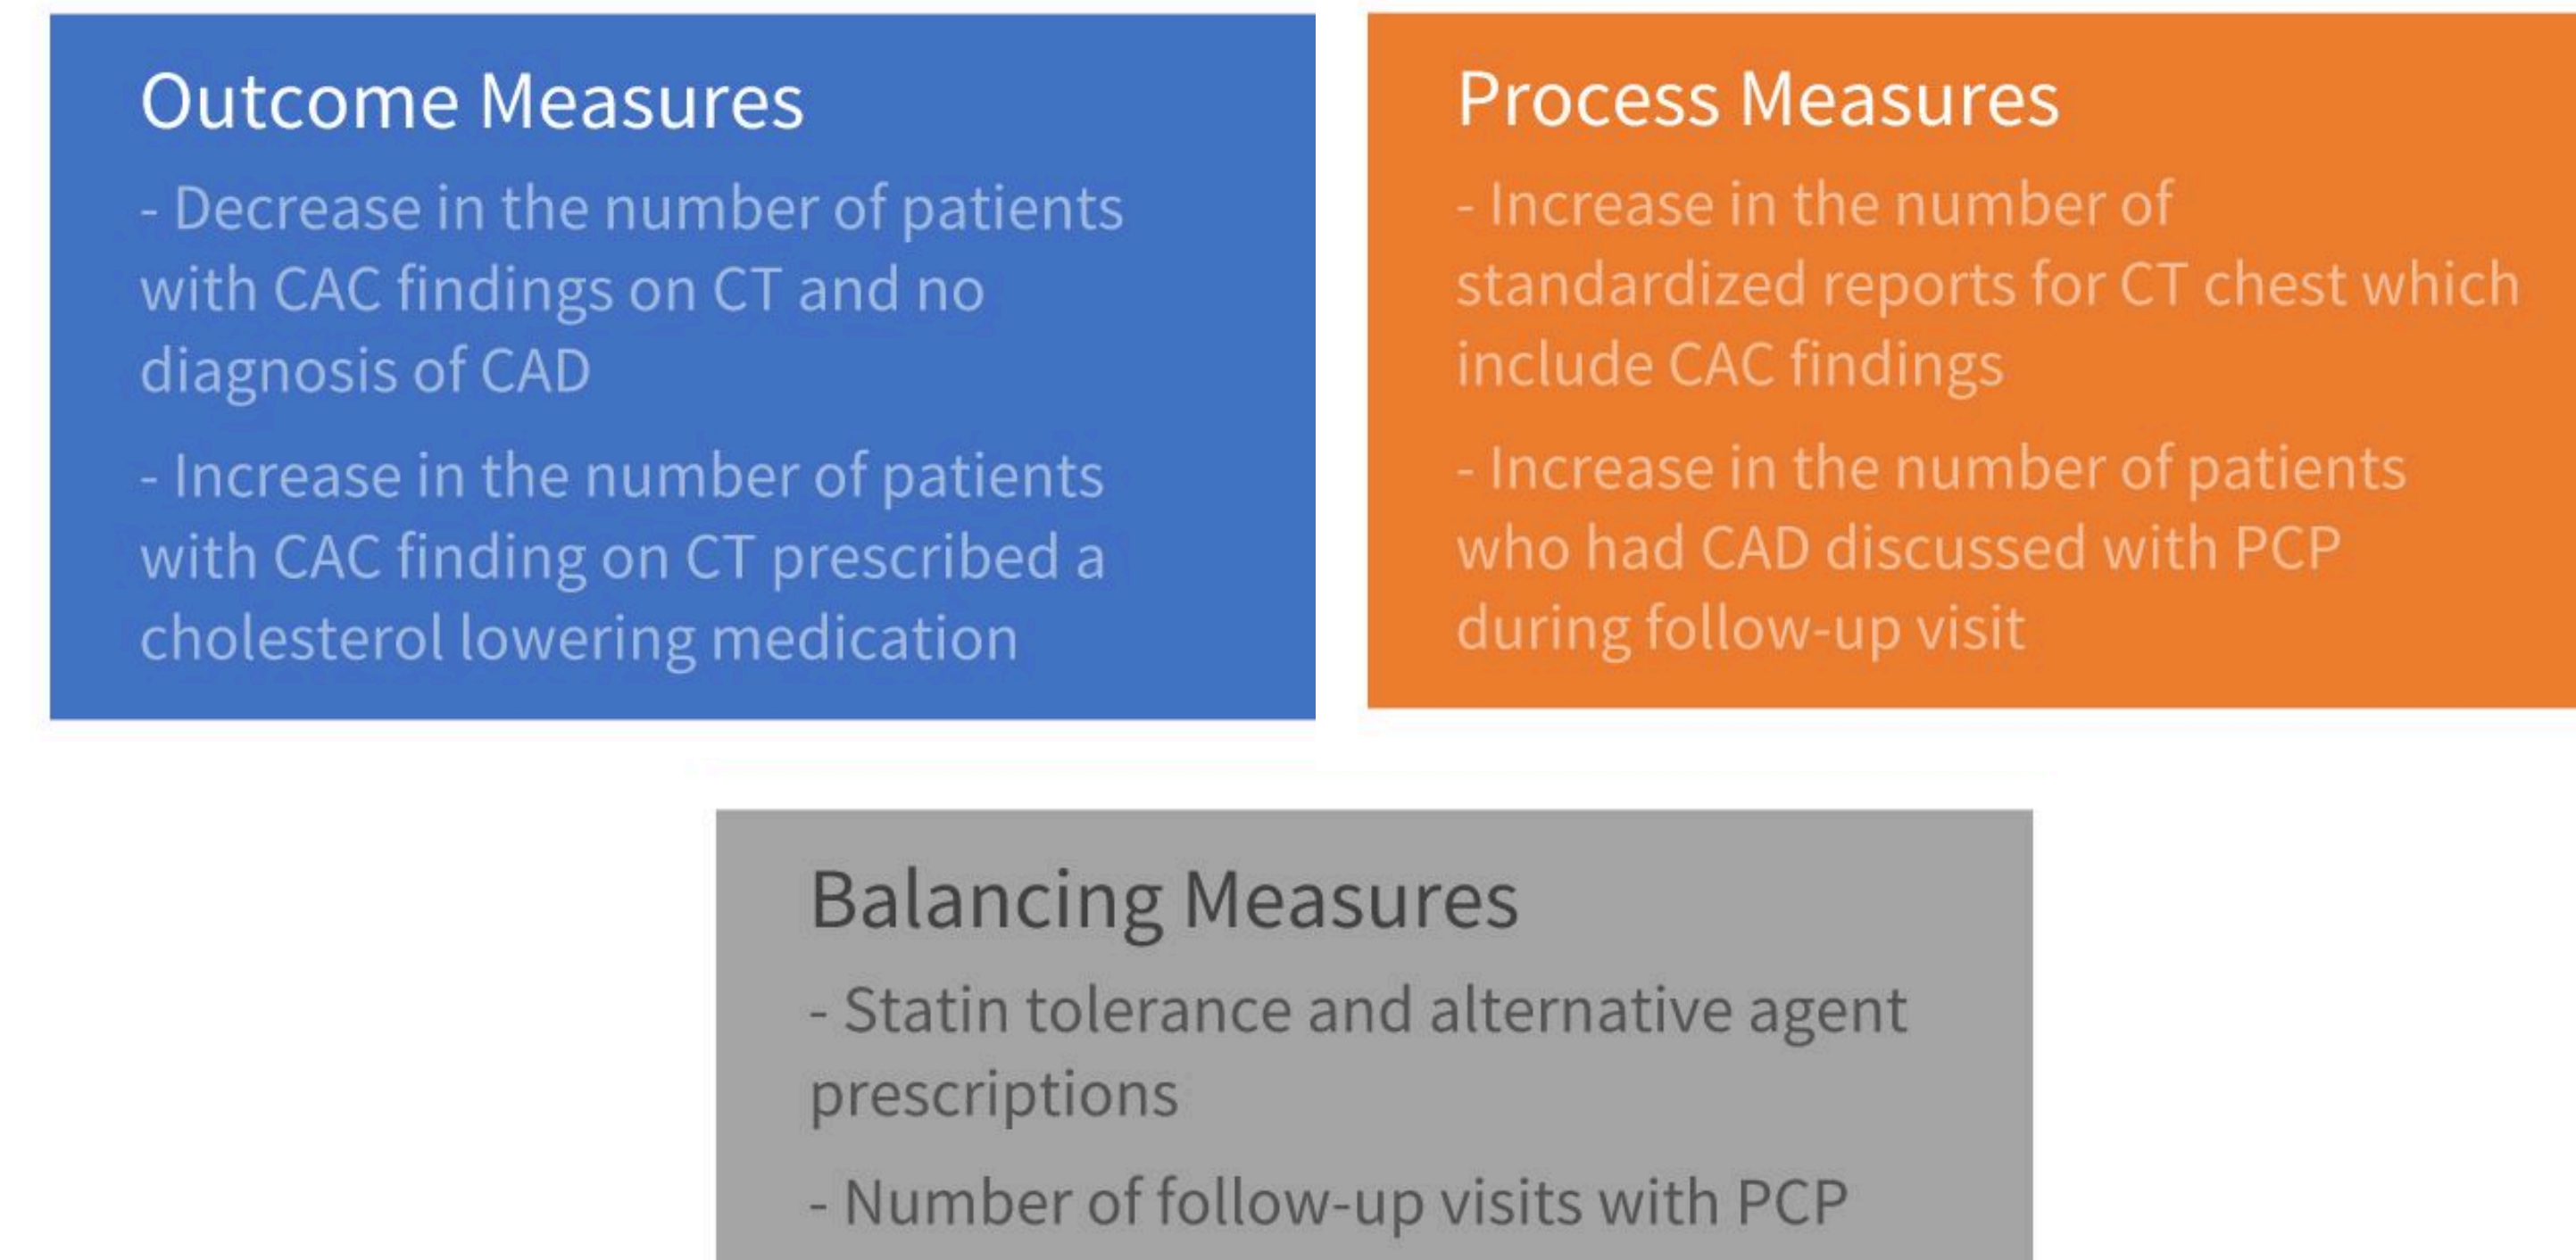 Outcome Measures
- Decrease in the number of patients
with CAC findings on CT and no
diagnosis of CAD
- Increase in the number of patients
with CAC finding on CT prescribed a
cholesterol lowering medication
Process Measures
- Increase in the number of
standardized reports for CT chest which
include CAC findings
- Increase in the number of patients
who had CAD discussed with PCP
during follow-up visit
Balancing Measures
- Statin tolerance and alternative agent
prescriptions
- Number of follow-up visits with PCP